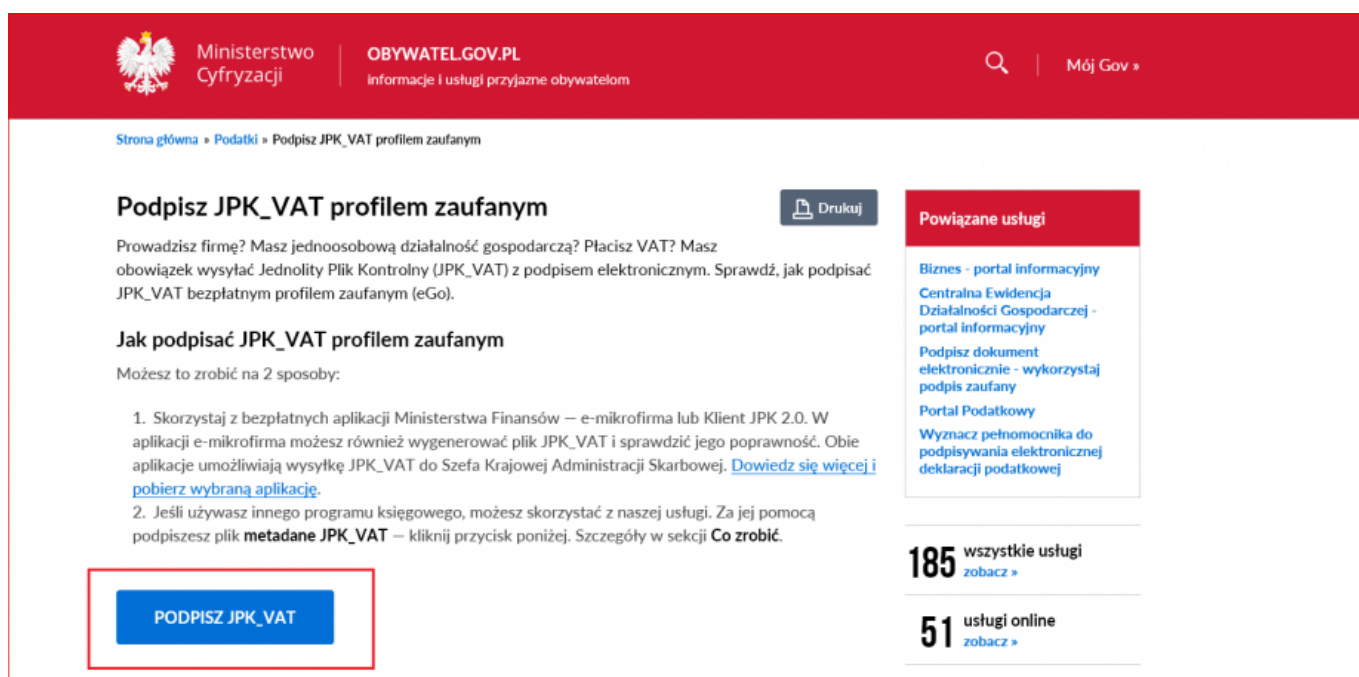 Ministerstwo
Cyfryzacji
OBYWATEL.GOV.PL
informacje i usługi przyjazne obywatelom
Mój Gov »
Strona główna » Podatki » Podpisz JPK_VAT profilem zaufanym
Podpisz JPK_VAT profilem zaufanym
Drukuj
Prowadzisz firmę? Masz jednoosobową działalność gospodarczą? Płacisz VAT? Masz
obowiązek wysyłać Jednolity Plik Kontrolny (JPK_VAT) z podpisem elektronicznym. Sprawdź, jak podpisać
JPK_VAT bezpłatnym profilem zaufanym (eGo).
Jak podpisać JPK_VAT profilem zaufanym
Możesz to zrobić na 2 sposoby:
1. Skorzystaj z bezpłatnych aplikacji Ministerstwa Finansów — e-mikrofirma lub Klient JPK 2.0. W
aplikacji e-mikrofirma możesz również wygenerować plik JPK_VAT i sprawdzić jego poprawność. Obie
aplikacje umożliwiają wysyłkę JPK_VAT do Szefa Krajowej Administracji Skarbowej. Dowiedz się więcej i
pobierz wybraną aplikację.
2. Jeśli używasz innego programu księgowego, możesz skorzystać z naszej usługi. Za jej pomocą
podpiszesz plik metadane JPK_VAT — kliknij przycisk poniżej. Szczegóły w sekcji Co zrobić.
PODPISZ JPK_VAT
Powiązane usługi
Biznes - portal informacyjny
Centralna Ewidencja
Działalności Gospodarczej -
portal informacyjny
Podpisz dokument
elektronicznie - wykorzystaj
podpis zaufany
Portal Podatkowy
Wyznacz pełnomocnika do
podpisywania elektronicznej
deklaracji podatkowej
185 wszystkie usługi
zobacz »
51 usługi online
zobacz »